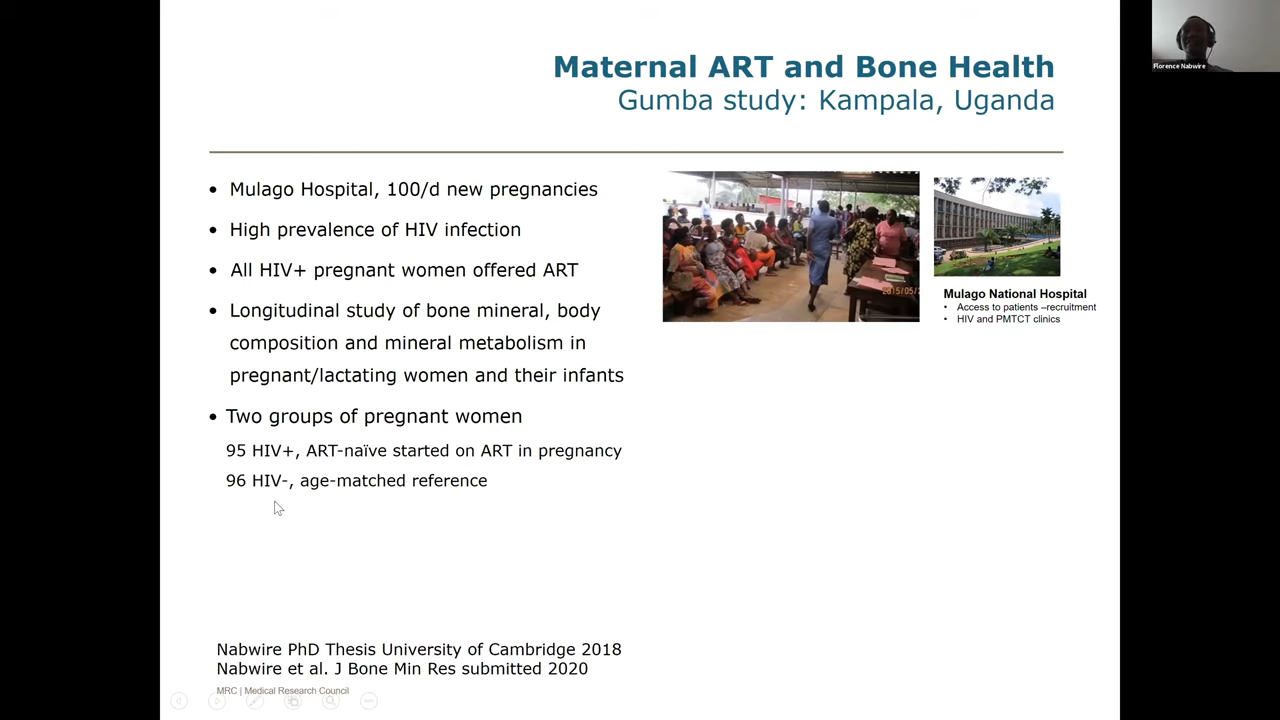 Maternal ART and Bone Health
Gumba study: Kampala, Uganda
• Mulago Hospital, 100/d new pregnancies
• High prevalence of HIV infection
• All HIV+ pregnant women offered ART
• Longitudinal study of bone mineral, body
composition and mineral metabolism in
pregnant/lactating women and their infants
• Two groups of pregnant women
95 HIV+, ART-naïve started on ART in pregnancy
96 HIV-, age-matched reference
2015/05/2
Mulago National Hospital
• Access to patients –recruitment
• HIV and PMTCT clinics
Nabwire PhD Thesis University of Cambridge 2018
Nabwire et al. J Bone Min Res submitted 2020
MRC | Medical Research Council
Florence Nabwire